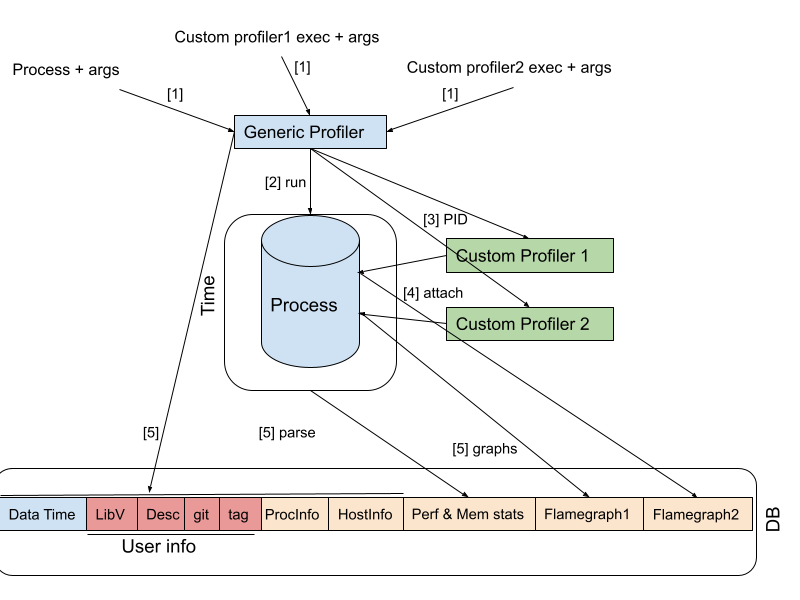 Custom profiler1 exec + args
Process + args
[1]
Custom profiler2 exec + args
[1]
[1]
Generic Profiler
[2] run
[3] PID
Custom Profiler 1
Time
Process
[4] attach
Custom Profiler 2
[5]
[5] parse
[5] graphs
Data Time LibV Desc git tag ProcInfo HostInfo Perf & Mem stats Flamegraph1 Flamegraph2
DB
User info